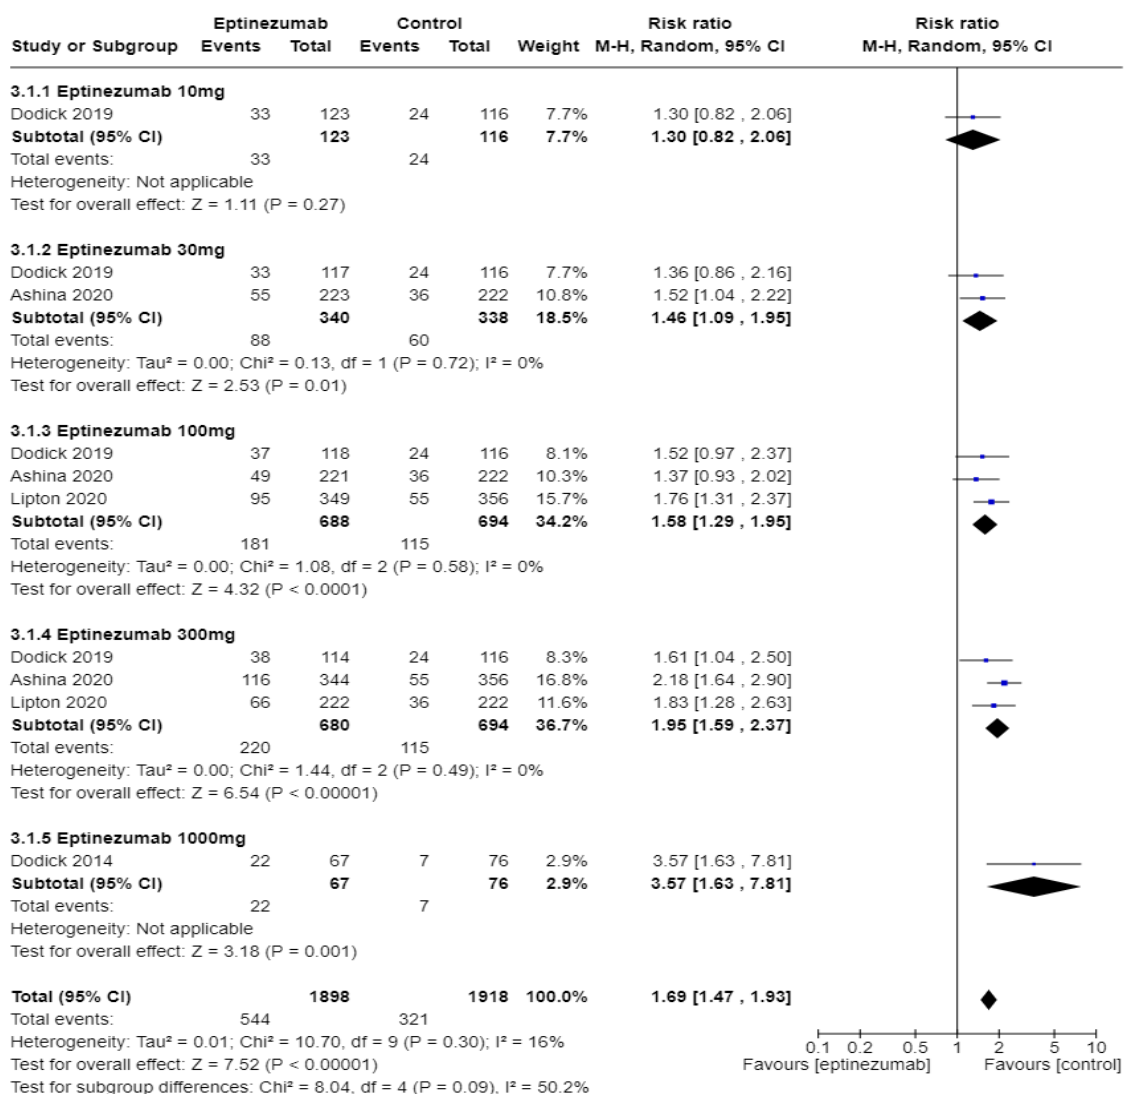 Eptinezumab Control Risk ratio Risk ratio
Study or Subgroup Events Total Events Total Weight M-H, Random, 95% CI M-H, Random, 95% CI
3.1.1 Eptinezumab 10mg
Dodick 2019 33 123 24 116 7.7% 1.30 [0.82 , 2.06]
Subtotal (95% CI) 123 116 7.7% 1.30 [0.82 , 2.06]
Total events: 33 24
Heterogeneity: Not applicable
Test for overall effect: Z = 1.11 (P = 0.27)
3.1.2 Eptinezumab 30mg
Dodick 2019 33 117 24 116 7.7% 1.36 [0.86 , 2.16]
Ashina 2020 55 223 36 222 10.8% 1.52 [1.04 , 2.22]
Subtotal (95% CI) 340 338 18.5% 1.46 [1.09 , 1.95]
Total events: 88 60
Heterogeneity: Tau² = 0.00; Chi² = 0.13, df = 1 (P = 0.72); I² = 0%
Test for overall effect: Z = 2.53 (P = 0.01)
3.1.3 Eptinezumab 100mg
Dodick 2019 37 118 24 116 8.1% 1.52 [0.97 , 2.37]
Ashina 2020 49 221 36 222 10.3% 1.37 [0.93 , 2.02]
Lipton 2020 95 349 55 356 15.7% 1.76 [1.31 , 2.37]
Subtotal (95% CI) 688 694 34.2% 1.58 [1.29 , 1.95]
Total events: 181 115
Heterogeneity: Tau² = 0.00; Chi² = 1.08, df = 2 (P = 0.58); I² = 0%
Test for overall effect: Z = 4.32 (P < 0.0001)
3.1.4 Eptinezumab 300mg
Dodick 2019 38 114 24 116 8.3% 1.61 [1.04 , 2.50]
Ashina 2020 116 344 55 356 16.8% 2.18 [1.64 , 2.90]
Lipton 2020 66 222 36 222 11.6% 1.83 [1.28 , 2.63]
Subtotal (95% CI) 680 694 36.7% 1.95 [1.59 , 2.37]
Total events: 220 115
Heterogeneity: Tau² = 0.00; Chi² = 1.44, df = 2 (P = 0.49); I² = 0%
Test for overall effect: Z = 6.54 (P < 0.00001)
3.1.5 Eptinezumab 1000mg
Dodick 2014 22 67 7 76 2.9% 3.57 [1.63 , 7.81]
Subtotal (95% CI) 67 76 2.9% 3.57 [1.63 , 7.81]
Total events: 22 7
Heterogeneity: Not applicable
Test for overall effect: Z = 3.18 (P = 0.001)
Total (95% CI) 1898 1918 100.0% 1.69 [1.47 , 1.93]
Total events: 544 321
Heterogeneity: Tau² = 0.01; Chi² = 10.70, df = 9 (P = 0.30); I² = 16%
0.1 0.2 0.5 1 2 5 10
Test for overall effect: Z = 7.52 (P < 0.00001)
Favours [eptinezumab] Favours [control]
Test for subgroup differences: Chi² = 8.04, df = 4 (P = 0.09), I² = 50.2%